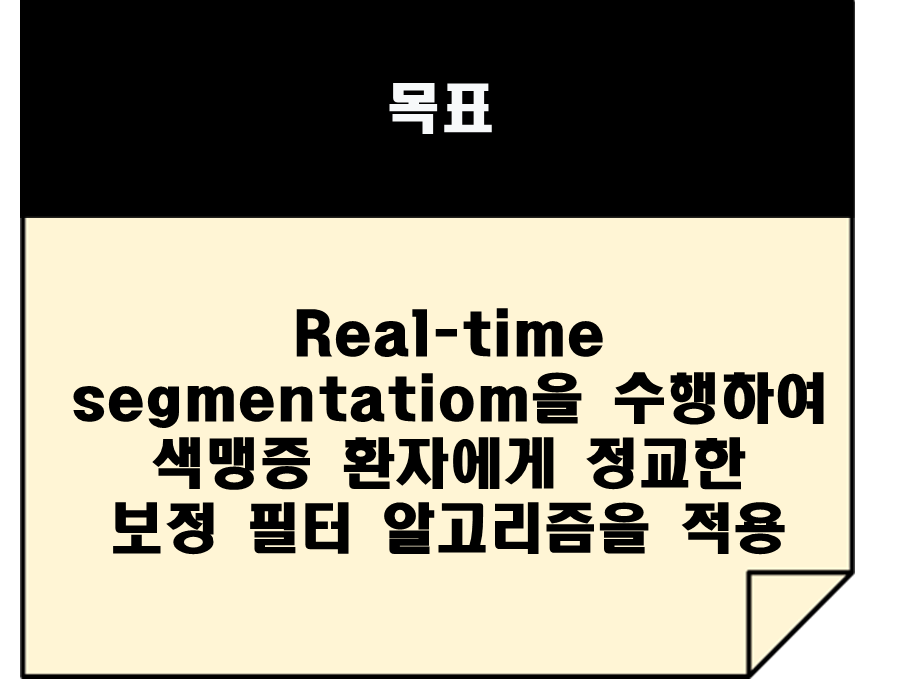 목표
Real-time
segmentatiom을 수행하여
색맹증 환자에게 정교한
보정 필터 알고리즘을 적용